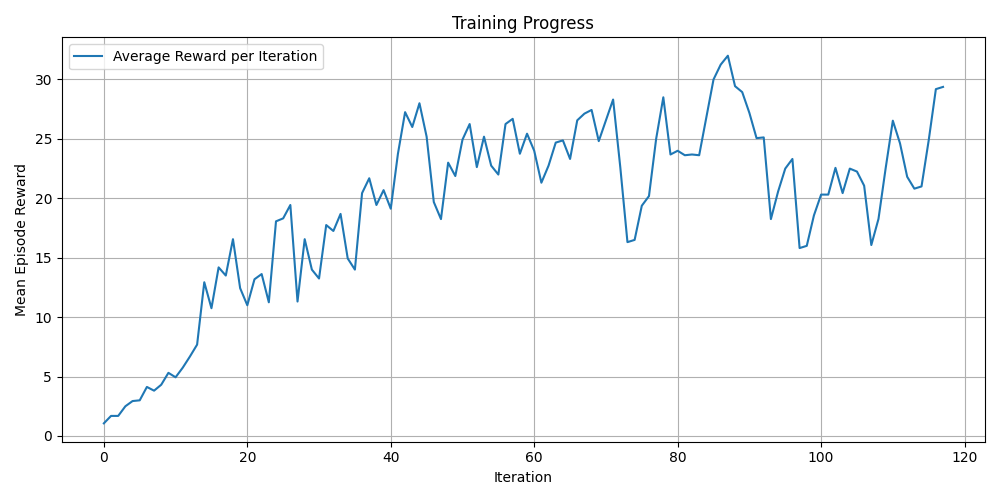 Training Progress
Average Reward per Iteration
Mean Episode Reward
30
25
20
15
10
5
0
0 20 40 60 80 100 120
Iteration